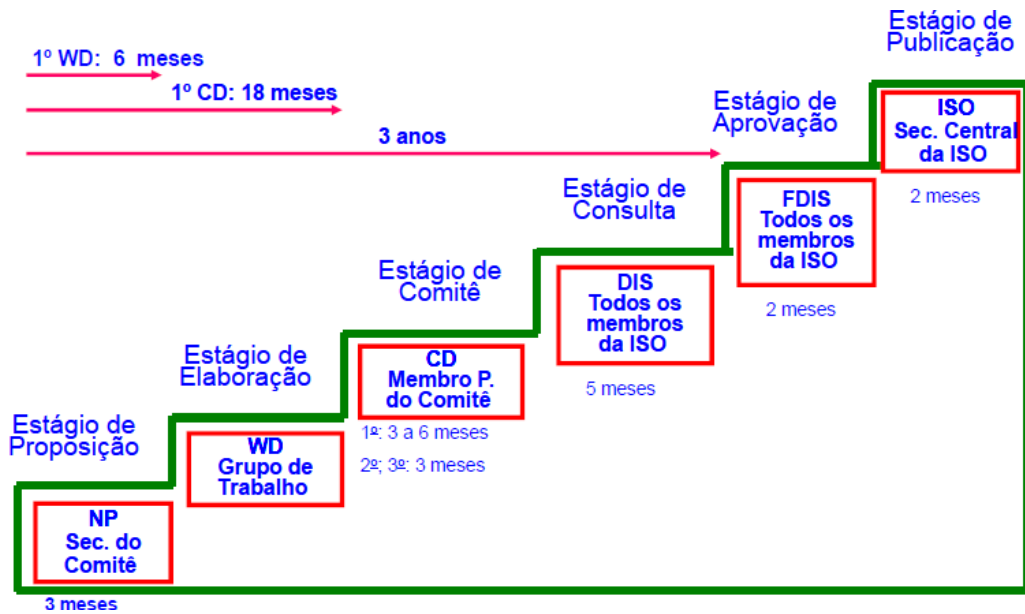 Estágio de
Publicação
1º WD: 6 meses
1º CD: 18 meses
3 anos
Estágio de
Aprovação
ISO
Sec. Central
da ISO
2 meses
Estágio de
Consulta
FDIS
Todos os
membros
da ISO
2 meses
Estágio de
Comitê
DIS
Todos os
membros
da ISO
5 meses
Estágio de
Elaboração
CD
Membro P.
do Comitê
1º: 3 a 6 meses
2º; 3º: 3 meses
Estágio de
Proposição
WD
Grupo de
Trabalho
NP
Sec. do
Comitê
3 meses